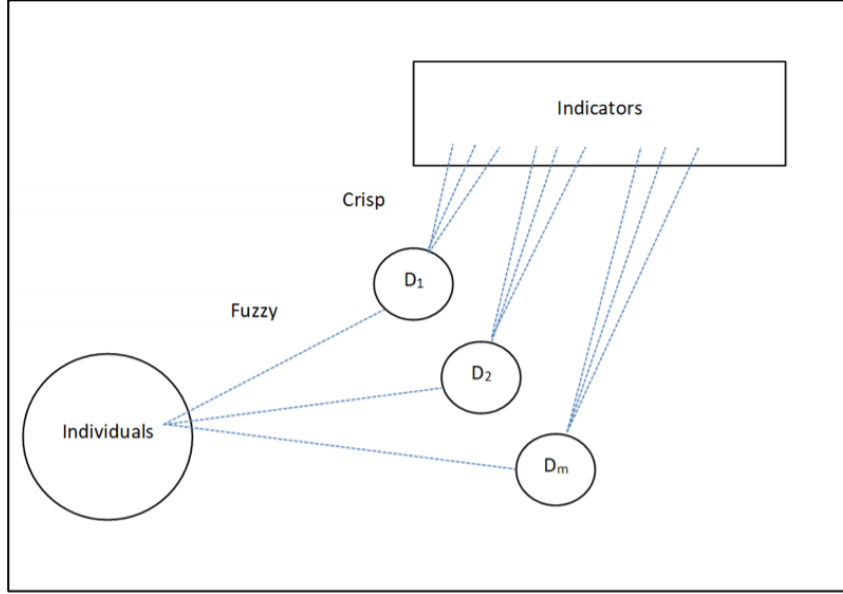 Indicators
Crisp
D₁
Fuzzy
D₂
Individuals
Dₘ